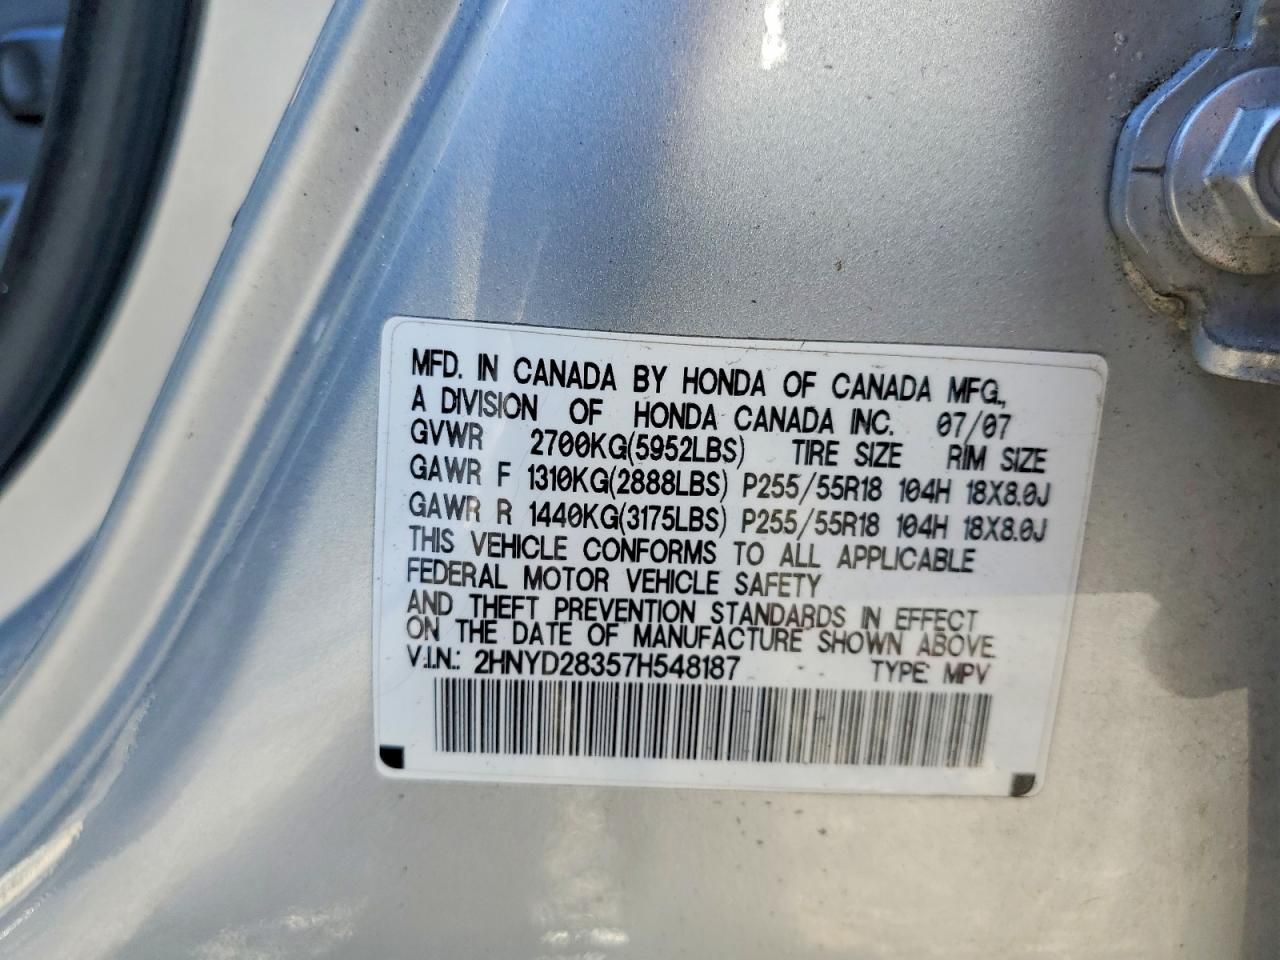 MFD. IN CANADA BY HONDA OF CANADA MFG.,
A DIVISION OF HONDA CANADA INC. 07/07
GVWR 2700KG(5952LBS) TIRE SIZE RIM SIZE
GAWR F 1310KG(2888LBS) P255/55R18 104H 18X8.0J
GAWR R 1440KG(3175LBS) P255/55R18 104H 18X8.0J
THIS VEHICLE CONFORMS TO ALL APPLICABLE
FEDERAL MOTOR VEHICLE SAFETY
AND THEFT PREVENTION STANDARDS IN EFFECT
ON THE DATE OF MANUFACTURE SHOWN ABOVE
V.I.N.: 2HNYD28357H548187 TYPE: MPV